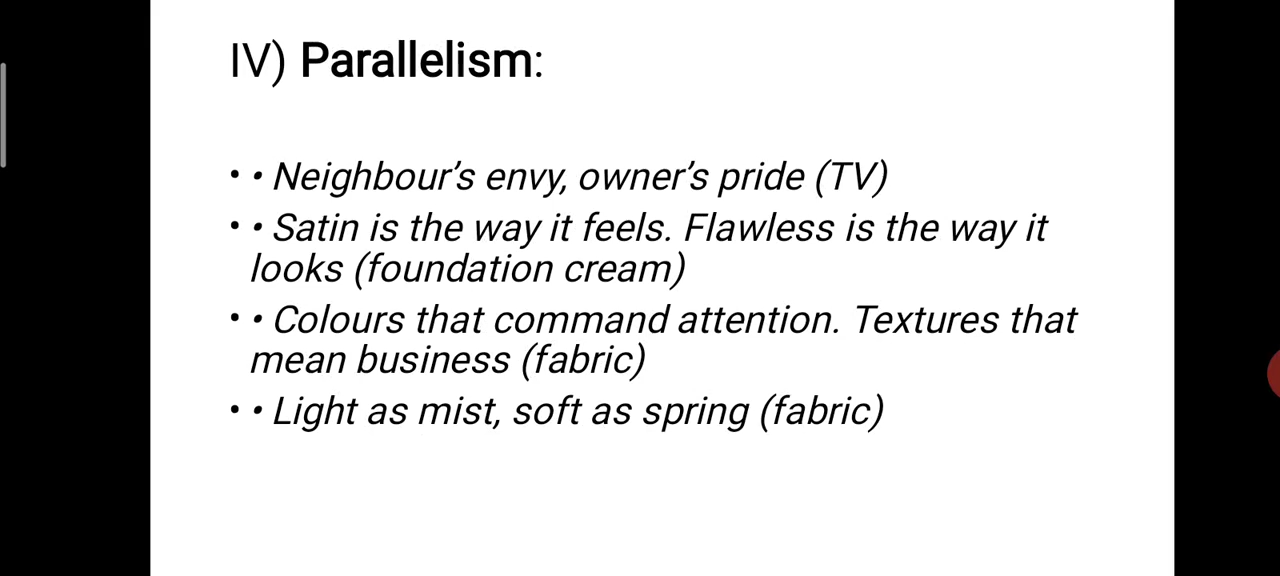 IV) Parallelism:
• • Neighbour’s envy, owner’s pride (TV)
• • Satin is the way it feels. Flawless is the way it
looks (foundation cream)
• • Colours that command attention. Textures that
mean business (fabric)
• • Light as mist, soft as spring (fabric)